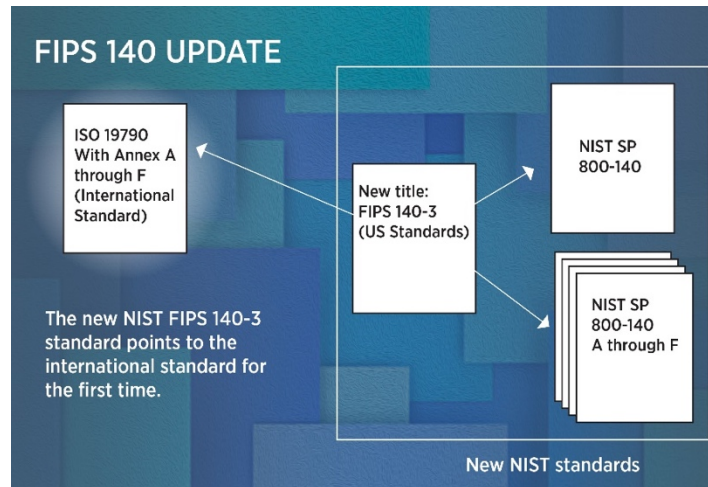 FIPS 140 UPDATE
ISO 19790
With Annex A
through F
(International
Standard)
The new NIST FIPS 140-3
standard points to the
international standard for
the first time.
New title:
FIPS 140-3
(US Standards)
NIST SP
800-140
NIST SP
800-140
A through F
New NIST standards